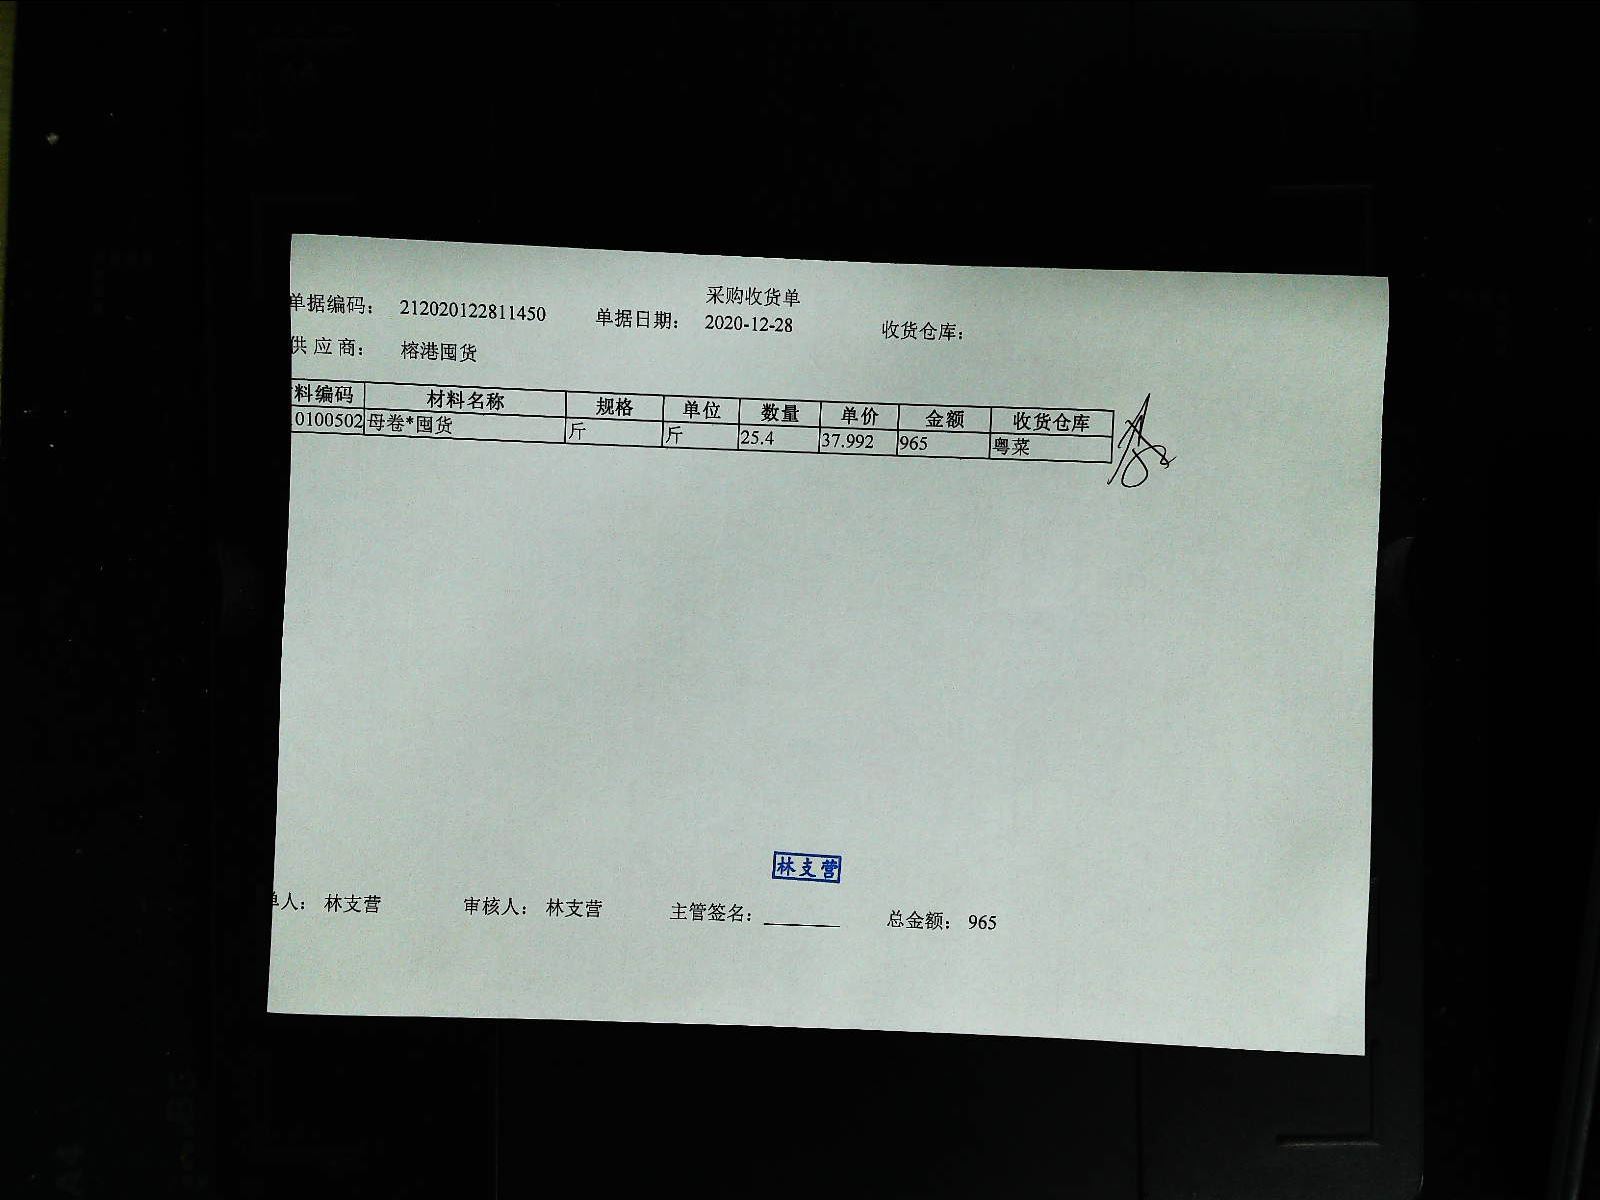 采购收货单
单据编码： 212020122811450 单据日期： 2020-12-28 收货仓库：
供应商： 榕港囤货
料编码 材料名称 规格 单位 数量 单价 金额 收货仓库
0100502 母卷*囤货 斤 斤 25.4 37.992 965 粤菜
林支营
单人： 林支营 审核人： 林支营 主管签名： 总金额： 965